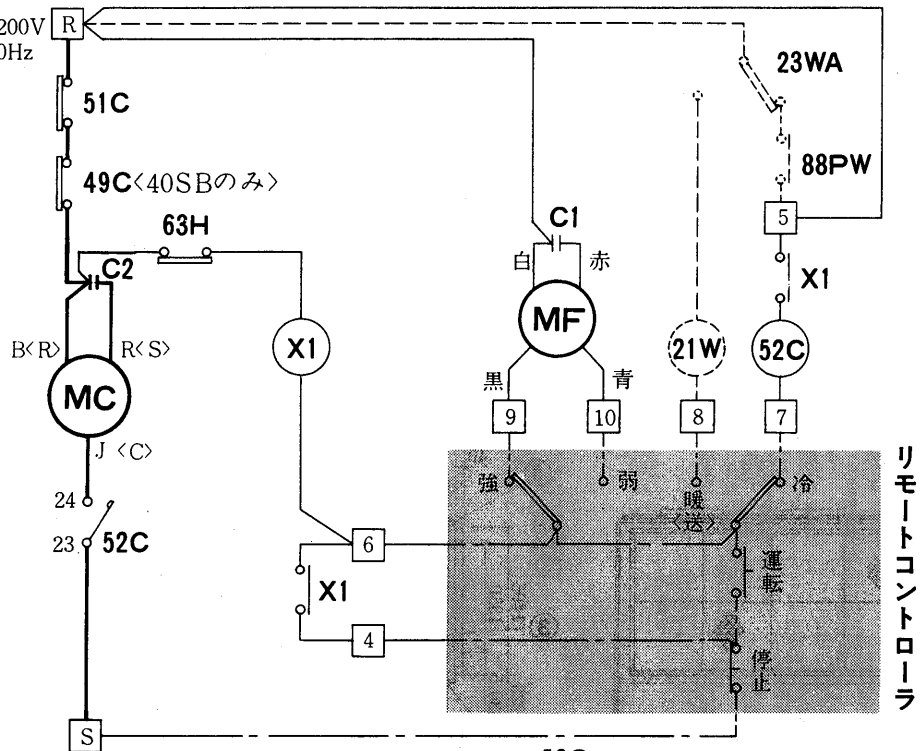 200V
0Hz
R
51C
49C〈40SBのみ〉
63H
C2
B〈R〉
R〈S〉
MC
J〈C〉
24
23
52C
S
X1
6
X1
4
C1
白
赤
MF
黒
青
9
10
21W
8
23WA
88PW
5
X1
52C
7
強
弱
暖
〈送〉
冷
運転
停止
リモートコントローラ